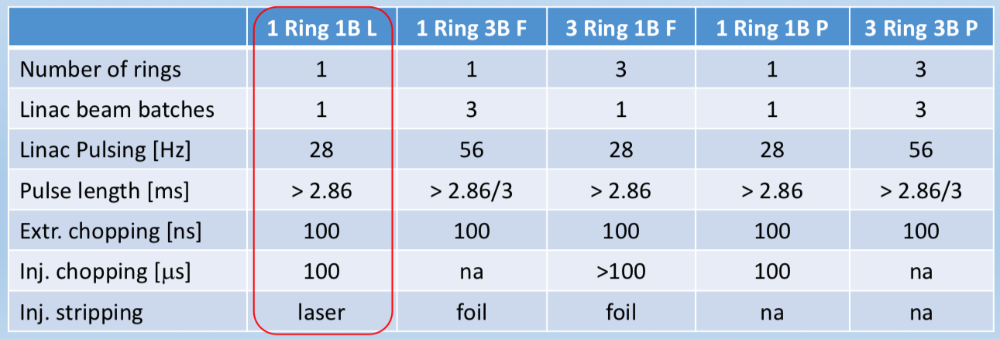 1 Ring 1B L 1 Ring 3B F 3 Ring 1B F 1 Ring 1B P 3 Ring 3B P
Number of rings 1 1 3 1 3
Linac beam batches 1 3 1 1 3
Linac Pulsing [Hz] 28 56 28 28 56
Pulse length [ms] > 2.86 > 2.86/3 > 2.86 > 2.86 > 2.86/3
Extr. chopping [ns] 100 100 100 100 100
Inj. chopping [μs] 100 na >100 100 na
Inj. stripping laser foil foil na na